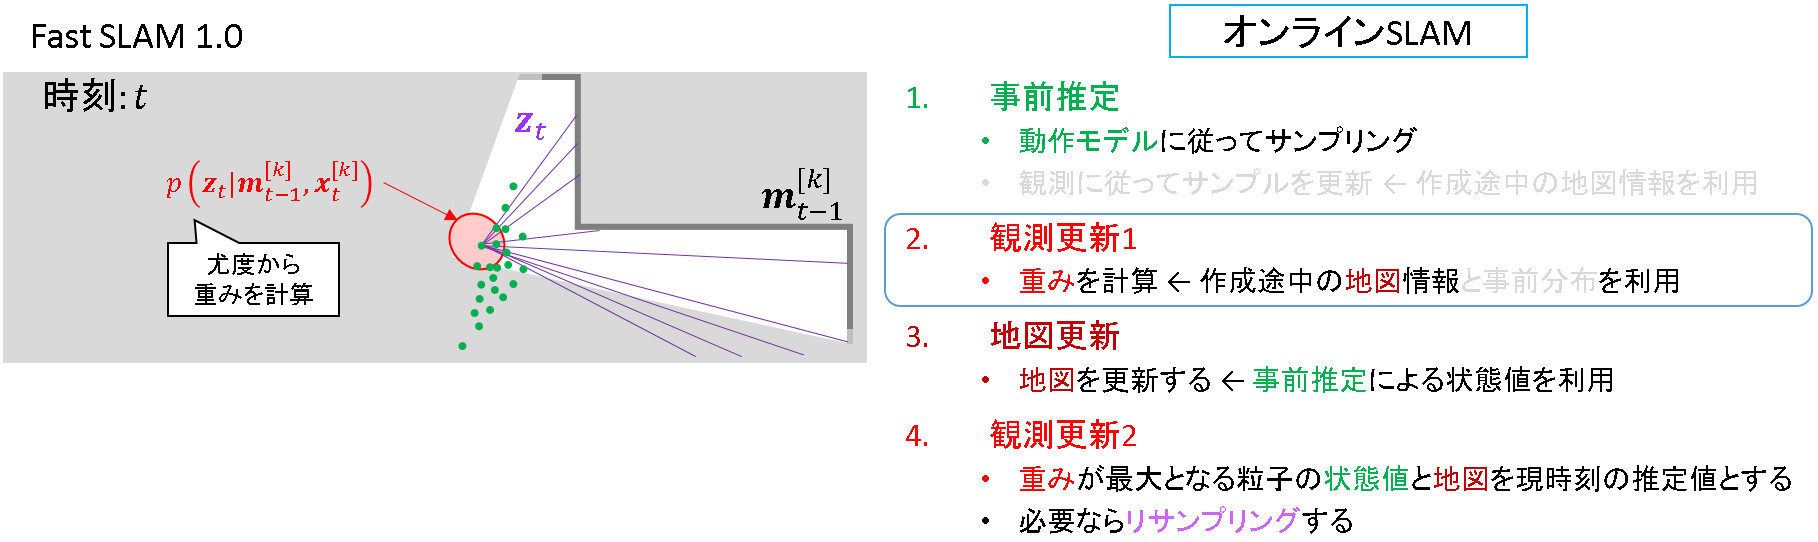 Fast SLAM 1.0
時刻: t
z_t
p(z_t|m_{t-1}^{[k]}, x_t^{[k]})
m_{t-1}^{[k]}
尤度から
重みを計算
オンラインSLAM
1. 事前推定
• 動作モデルに従ってサンプリング
• 観測に従ってサンプルを更新 ← 作成途中の地図情報を利用
2. 観測更新1
• 重みを計算 ← 作成途中の地図情報と事前分布を利用
3. 地図更新
• 地図を更新する ← 事前推定による状態値を利用
4. 観測更新2
• 重みが最大となる粒子の状態値と地図を現時刻の推定値とする
• 必要ならリサンプリングする